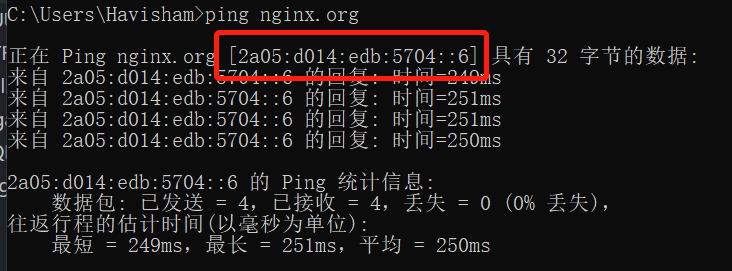 C:\Users\Havisham>ping nginx.org
正在 Ping nginx.org [2a05:d014:edb:5704::6] 具有 32 字节的数据:
来自 2a05:d014:edb:5704::6 的回复: 时间=249ms
来自 2a05:d014:edb:5704::6 的回复: 时间=251ms
来自 2a05:d014:edb:5704::6 的回复: 时间=251ms
来自 2a05:d014:edb:5704::6 的回复: 时间=250ms
2a05:d014:edb:5704::6 的 Ping 统计信息:
数据包: 已发送 = 4，已接收 = 4，丢失 = 0 (0% 丢失)，
往返行程的估计时间(以毫秒为单位):
最短 = 249ms，最长 = 251ms，平均 = 250ms